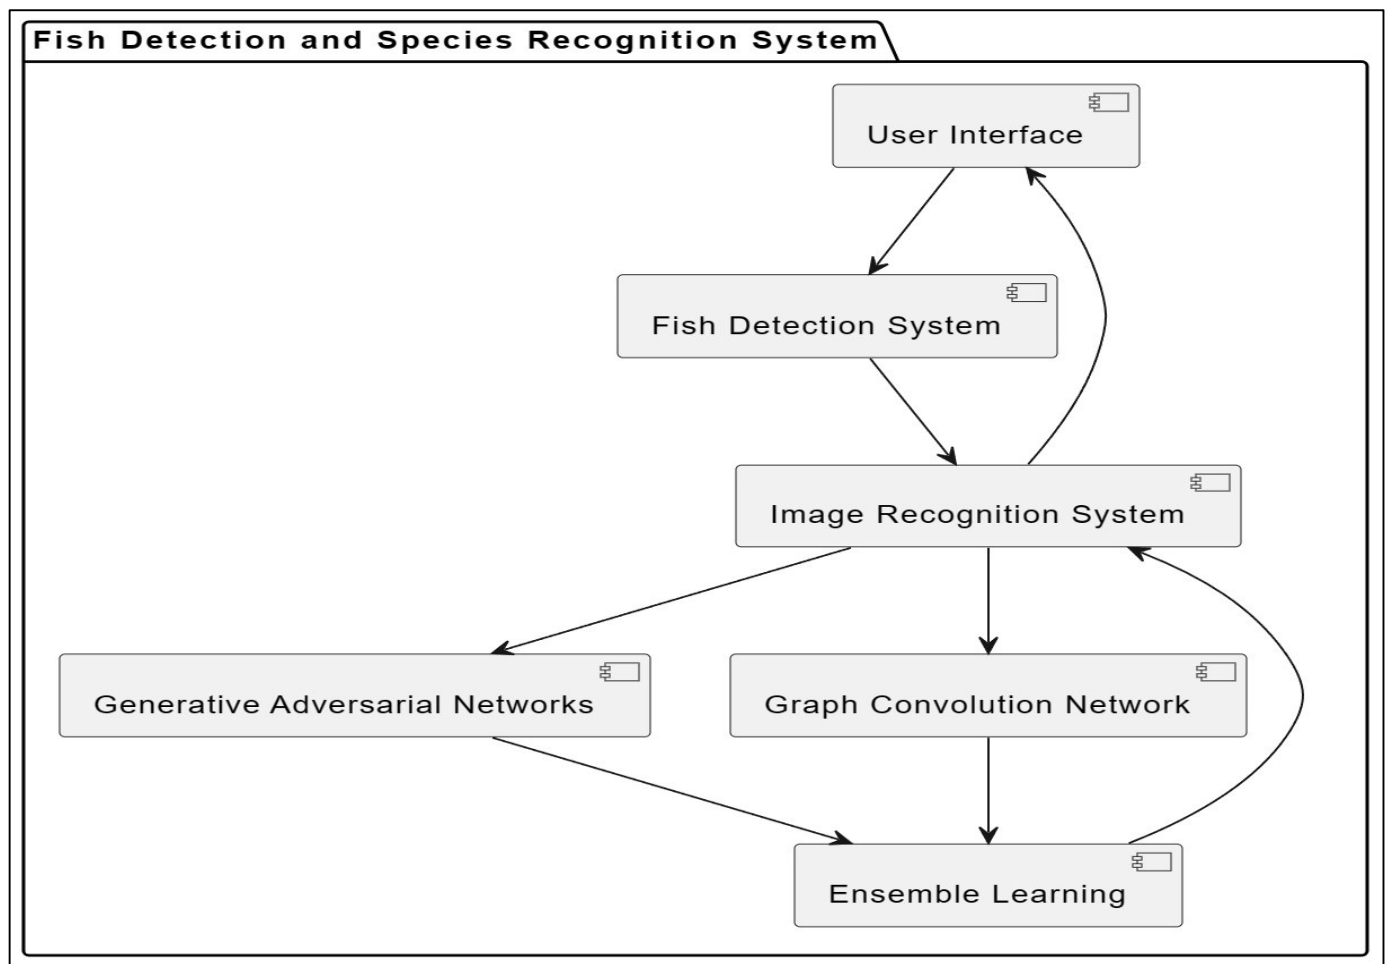 Fish Detection and Species Recognition System
User Interface
Fish Detection System
Image Recognition System
Generative Adversarial Networks
Graph Convolution Network
Ensemble Learning